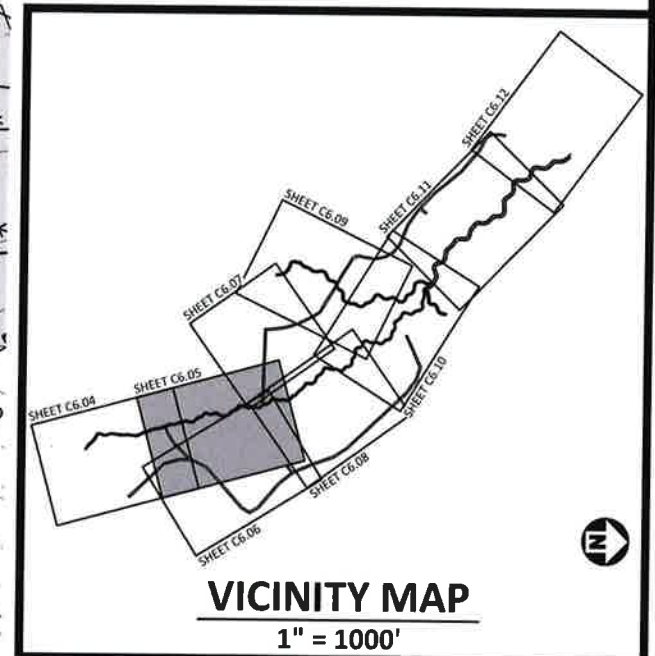 SHEET C6.12
SHEET C6.11
SHEET C6.09
SHEET C6.07
SHEET C6.05
SHEET C6.04
SHEET C6.10
SHEET C6.08
SHEET C6.06
N
VICINITY MAP
1" = 1000'